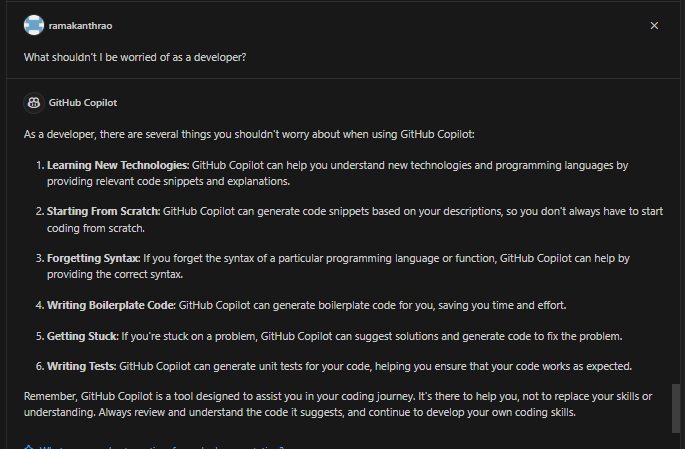 ramakanthrao
What shouldn't I be worried of as a developer?
GitHub Copilot
As a developer, there are several things you shouldn't worry about when using GitHub Copilot:
1. Learning New Technologies: GitHub Copilot can help you understand new technologies and programming languages by
providing relevant code snippets and explanations.
2. Starting From Scratch: GitHub Copilot can generate code snippets based on your descriptions, so you don't always have to start
coding from scratch.
3. Forgetting Syntax: If you forget the syntax of a particular programming language or function, GitHub Copilot can help by
providing the correct syntax.
4. Writing Boilerplate Code: GitHub Copilot can generate boilerplate code for you, saving you time and effort.
5. Getting Stuck: If you're stuck on a problem, GitHub Copilot can suggest solutions and generate code to fix the problem.
6. Writing Tests: GitHub Copilot can generate unit tests for your code, helping you ensure that your code works as expected.
Remember, GitHub Copilot is a tool designed to assist you in your coding journey. It's there to help you, not to replace your skills or
understanding. Always review and understand the code it suggests, and continue to develop your own coding skills.